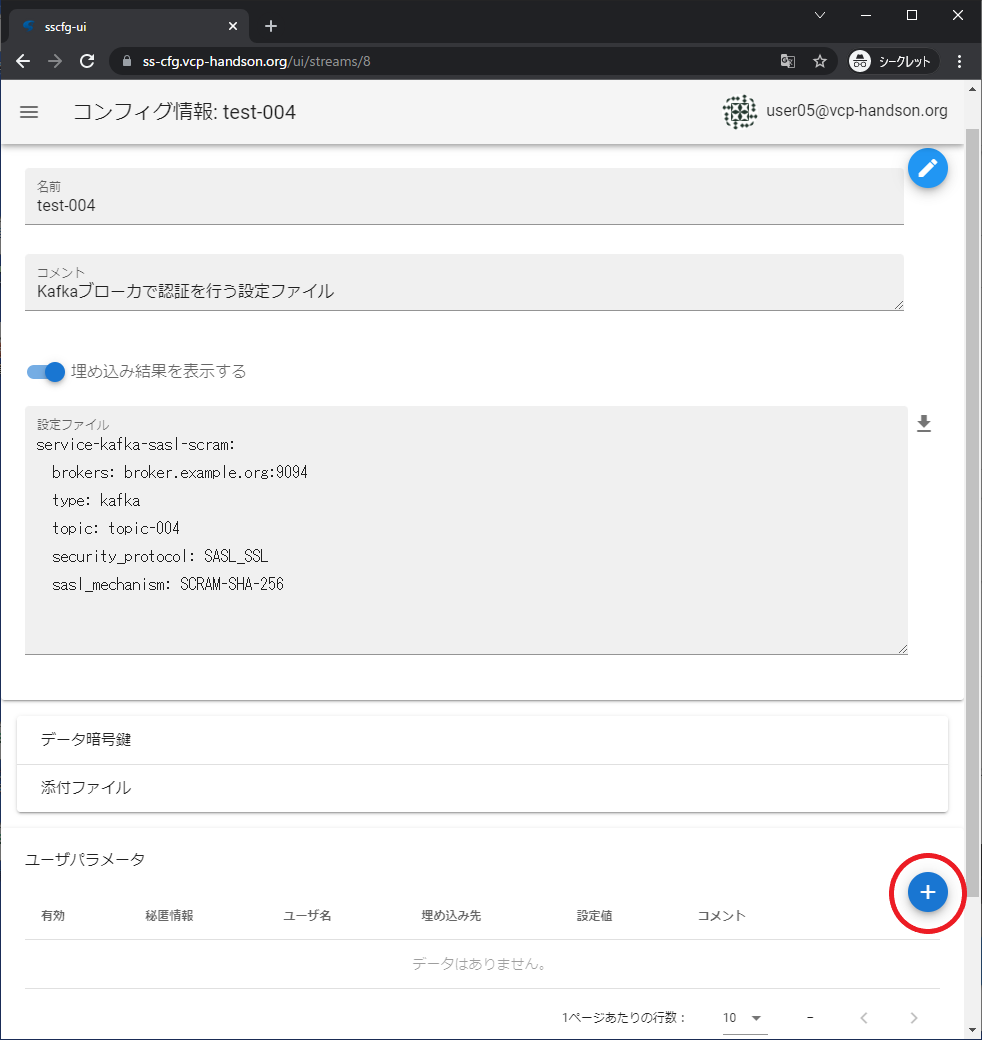 sscfg-ui
ss-cfg.vcp-handson.org/ui/streams/8
シークレット
コンフィグ情報: test-004
user05@vcp-handson.org
名前
test-004
コメント
Kafkaブローカで認証を行う設定ファイル
埋め込み結果を表示する
設定ファイル
service-kafka-sasl-scram:
  brokers: broker.example.org:9094
  type: kafka
  topic: topic-004
  security_protocol: SASL_SSL
  sasl_mechanism: SCRAM-SHA-256
データ暗号鍵
添付ファイル
ユーザパラメータ
有効 秘匿情報 ユーザ名 埋め込み先 設定値 コメント
データはありません。
1ページあたりの行数： 10 –